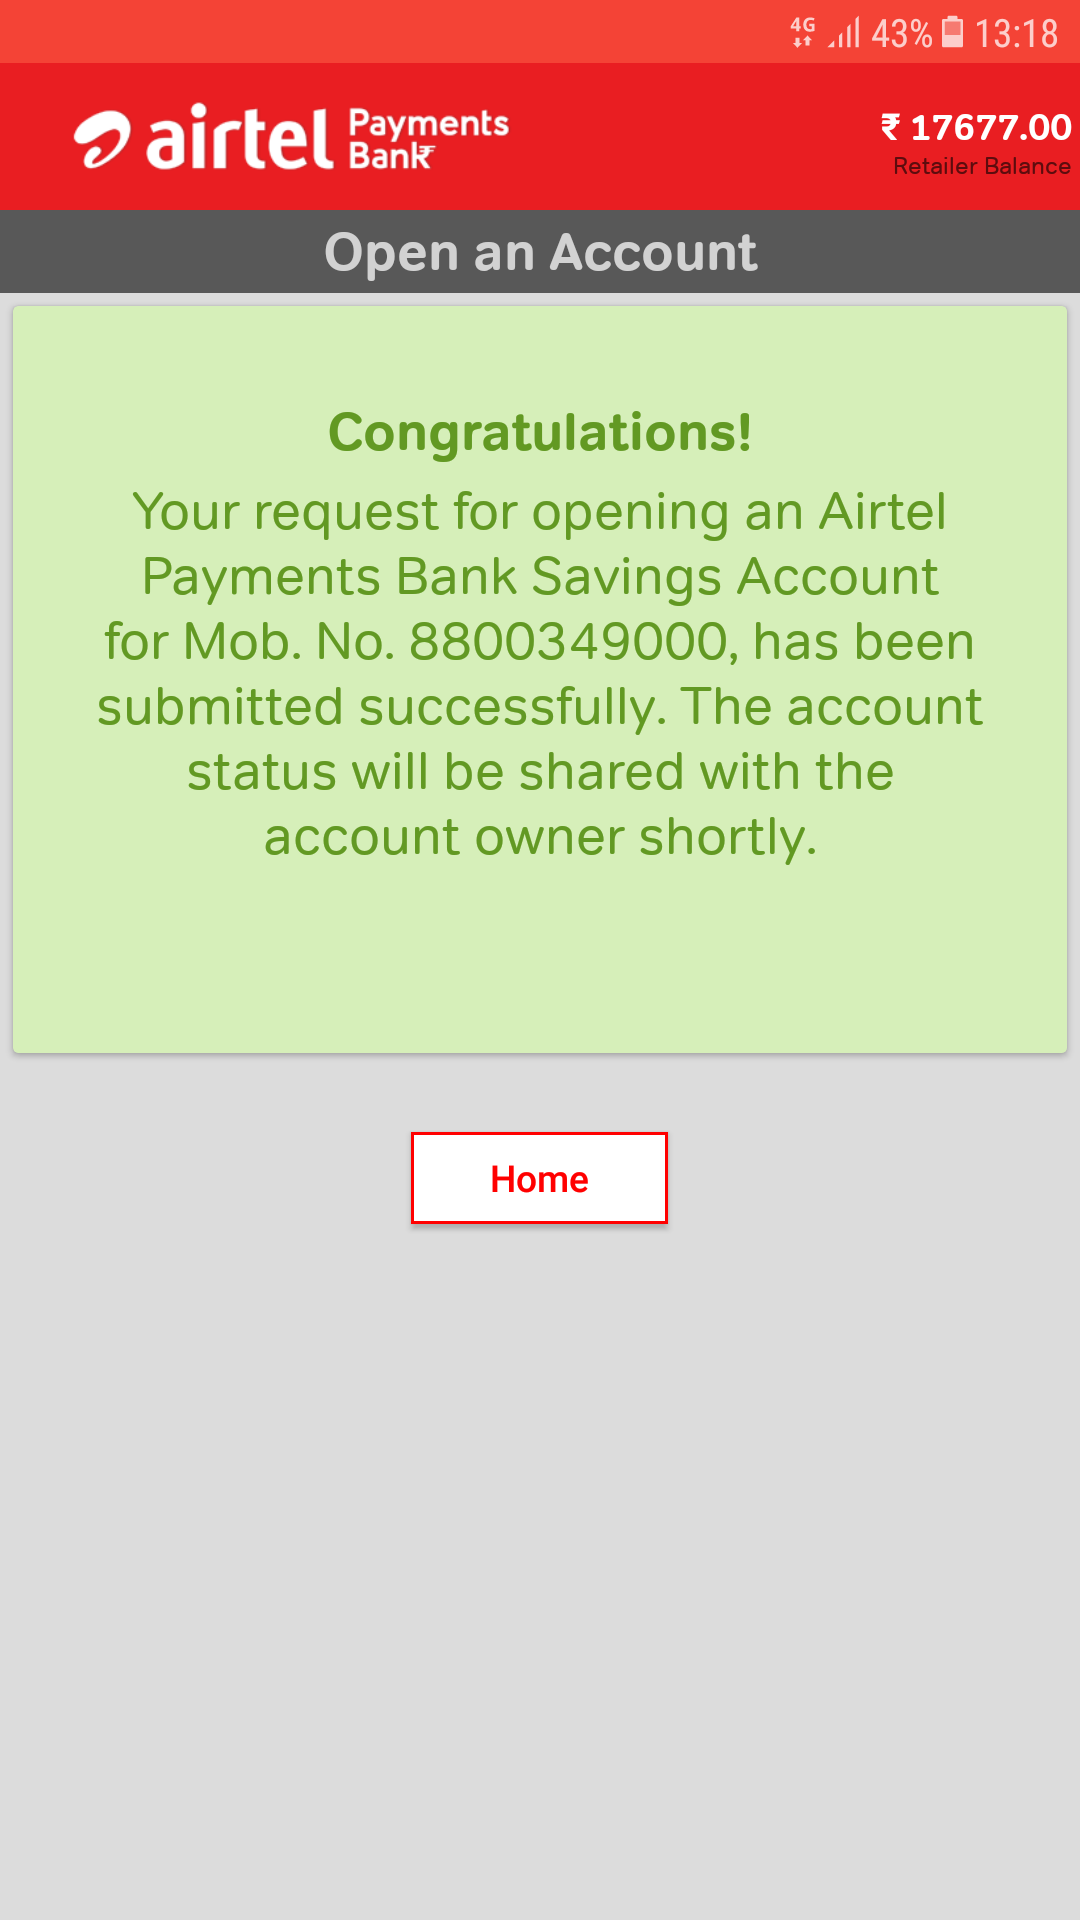 4G 43% 13:18
airtel Payments Bank
₹ 17677.00
Retailer Balance
Open an Account
Congratulations!
Your request for opening an Airtel
Payments Bank Savings Account
for Mob. No. 8800349000, has been
submitted successfully. The account
status will be shared with the
account owner shortly.
Home